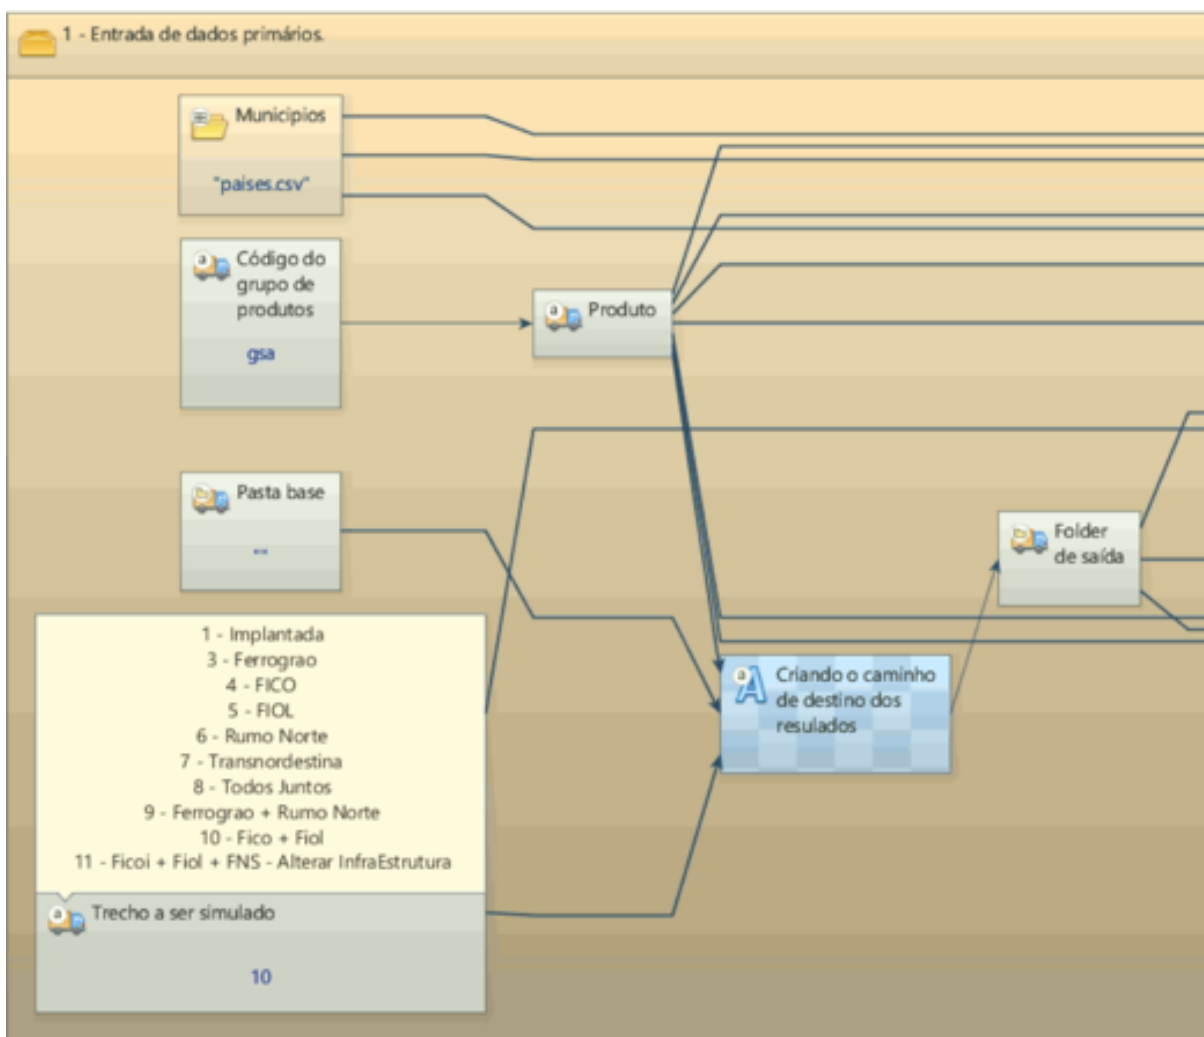 1 - Entrada de dados primários.
Municipios
"paises.csv"
Código do
grupo de
produtos
gsa
Produto
Pasta base
""
Folder
de saída
1 - Implantada
3 - Ferrograo
4 - FICO
5 - FIOL
6 - Rumo Norte
7 - Transnordestina
8 - Todos Juntos
9 - Ferrograo + Rumo Norte
10 - Fico + Fiol
11 - Ficoi + Fiol + FNS - Alterar InfraEstrutura
Criando o caminho
de destino dos
resulados
Trecho a ser simulado
10